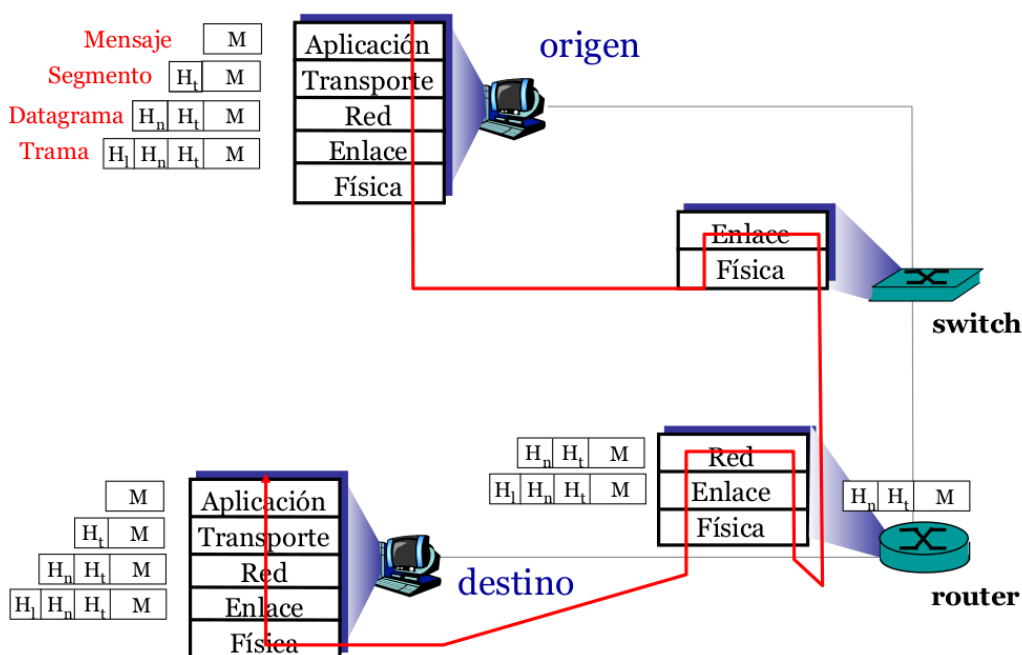 Mensaje M
Segmento Ht M
Datagrama Hn Ht M
Trama Hl Hn Ht M
Aplicación
Transporte
Red
Enlace
Física
origen
Enlace
Física
switch
Hn Ht M
Hl Hn Ht M
Red
Enlace
Física
Hn Ht M
router
M
Ht M
Hn Ht M
Hl Hn Ht M
Aplicación
Transporte
Red
Enlace
Física
destino